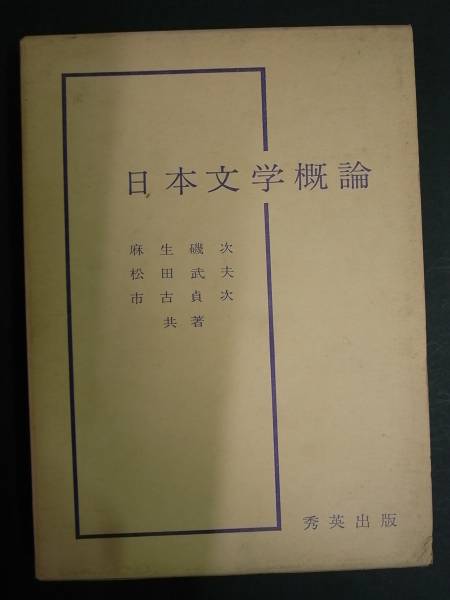 日本文学概論
麻生磯次
松田武夫
市古貞次
共著
秀英出版